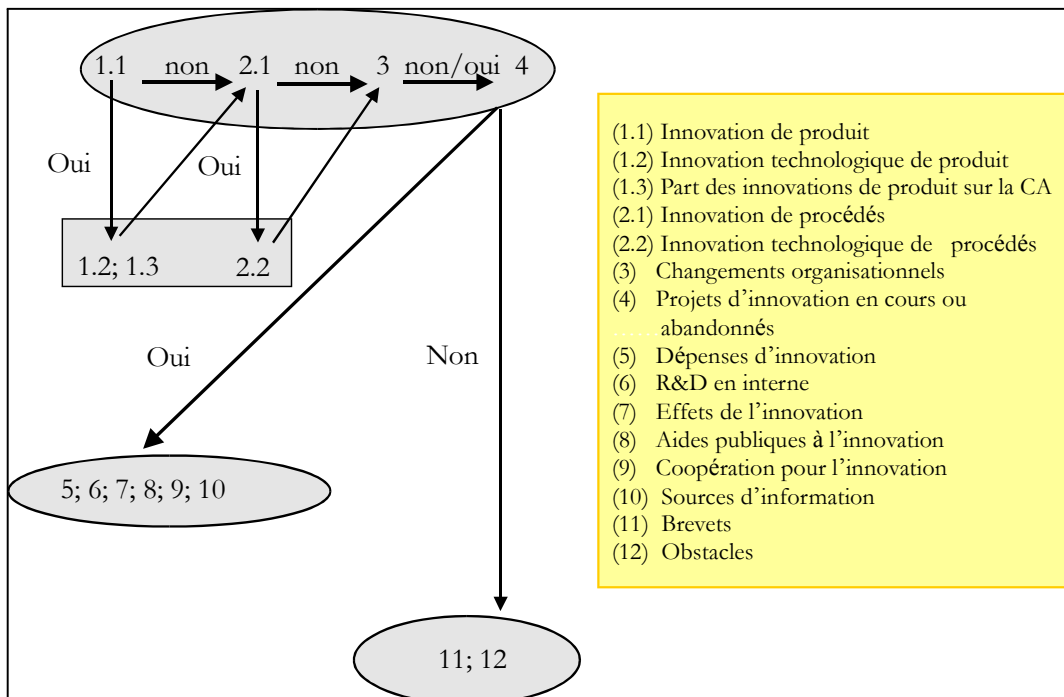 1.1 non 2.1 non 3 non/oui 4
Oui Oui
1.2; 1.3 2.2
Oui Non
5; 6; 7; 8; 9; 10
11; 12
(1.1) Innovation de produit
(1.2) Innovation technologique de produit
(1.3) Part des innovations de produit sur la CA
(2.1) Innovation de procédés
(2.2) Innovation technologique de procédés
(3) Changements organisationnels
(4) Projets d’innovation en cours ou
abandonnés
(5) Dépenses d’innovation
(6) R&D en interne
(7) Effets de l’innovation
(8) Aides publiques à l’innovation
(9) Coopération pour l’innovation
(10) Sources d’information
(11) Brevets
(12) Obstacles